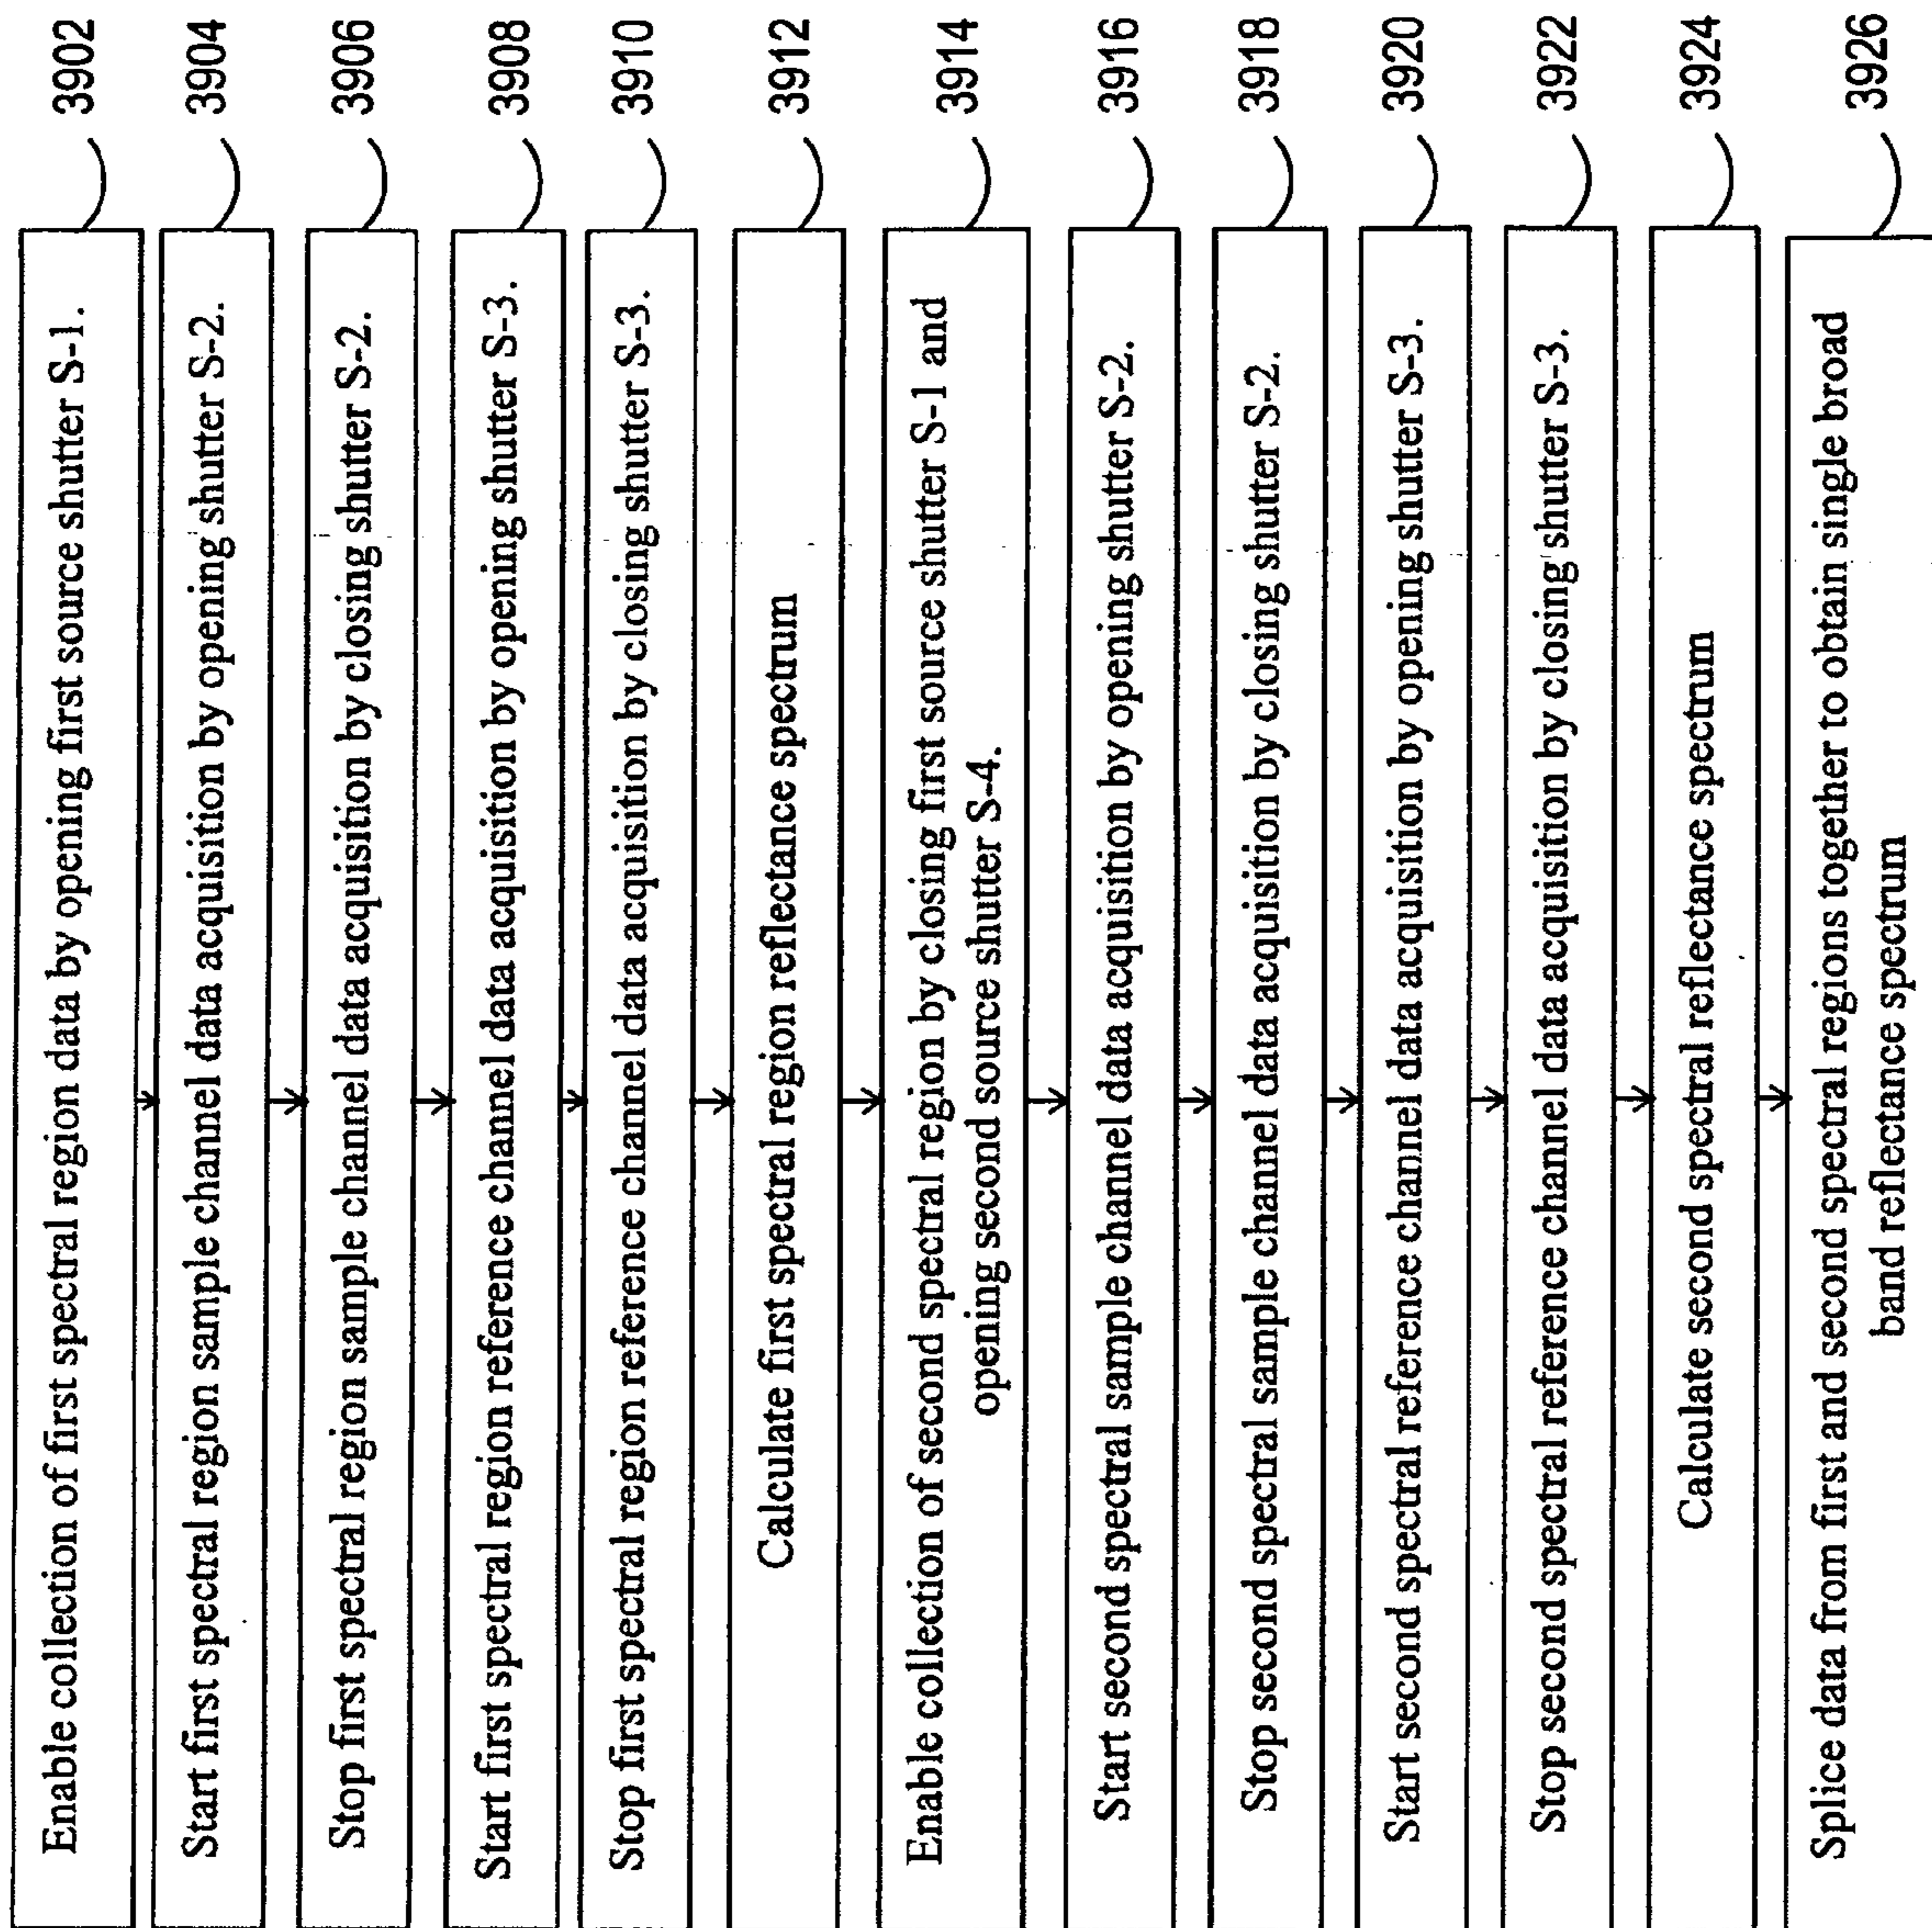 Enable collection of first spectral region data by opening first source shutter S-1.
3902
Start first spectral region sample channel data acquisition by opening shutter S-2.
3904
Stop first spectral region sample channel data acquisition by closing shutter S-2.
3906
Start first spectral region reference channel data acquisition by opening shutter S-3.
3908
Stop first spectral region reference channel data acquisition by closing shutter S-3.
3910
Calculate first spectral region reflectance spectrum
3912
Enable collection of second spectral region by closing first source shutter S-1 and
opening second source shutter S-4.
3914
Start second spectral sample channel data acquisition by opening shutter S-2.
3916
Stop second spectral sample channel data acquisition by closing shutter S-2.
3918
Start second spectral reference channel data acquisition by opening shutter S-3.
3920
Stop second spectral reference channel data acquisition by closing shutter S-3.
3922
Calculate second spectral reflectance spectrum
3924
Splice data from first and second spectral regions together to obtain single broad
band reflectance spectrum
3926